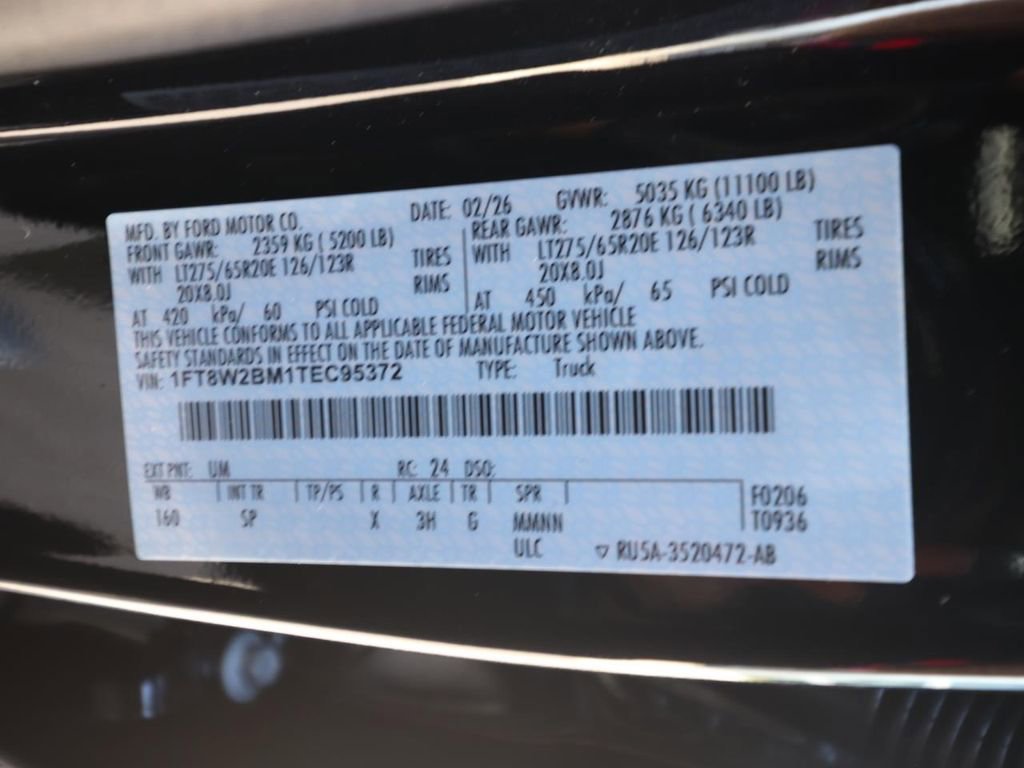 MFD. BY FORD MOTOR CO. DATE: 02/26 GVWR: 5035 KG (11100 LB)
FRONT GAWR: 2359 KG ( 5200 LB) REAR GAWR: 2876 KG ( 6340 LB)
WITH LT275/65R20E 126/123R TIRES WITH LT275/65R20E 126/123R TIRES
20X8.0J RIMS 20X8.0J RIMS
AT 420 kPa/ 60 PSI COLD AT 450 kPa/ 65 PSI COLD
THIS VEHICLE CONFORMS TO ALL APPLICABLE FEDERAL MOTOR VEHICLE
SAFETY STANDARDS IN EFFECT ON THE DATE OF MANUFACTURE SHOWN ABOVE.
VIN: 1FT8W2BM1TEC95372 TYPE: Truck
EXT PNT: UM RC: 24 DSO:
WB INT TR TP/PS R AXLE TR SPR F0206
160 SP X 3H G MMNN T0936
ULC ▽ RU5A-3520472-AB